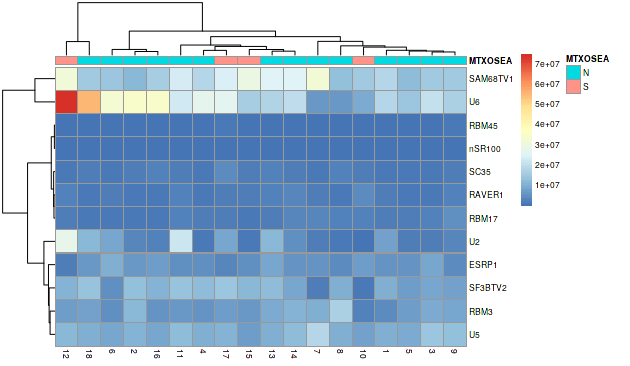 MTXOSEA
SAM68TV1
U6
RBM45
nSR100
SC35
RAVER1
RBM17
U2
ESRP1
SF3BTV2
RBM3
U5
12 18 6 2 16 11 4 17 15 13 14 7 8 10 1 5 3 9
7e+07
6e+07
5e+07
4e+07
3e+07
2e+07
1e+07
MTXOSEA
N
S